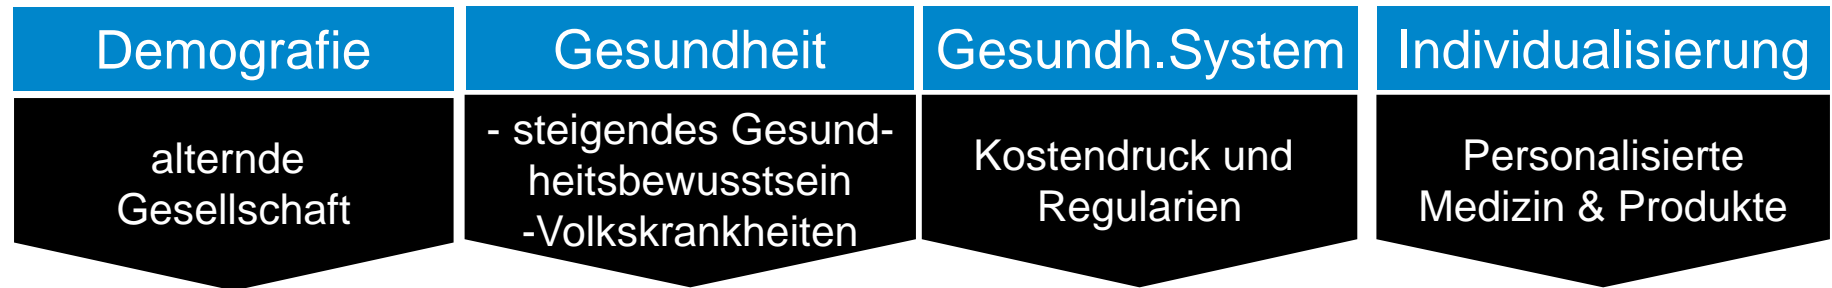 Demografie
alternde
Gesellschaft
Gesundheit
- steigendes Gesund-
heitsbewusstsein
-Volkskrankheiten
Gesundh.System
Kostendruck und
Regularien
Individualisierung
Personalisierte
Medizin & Produkte